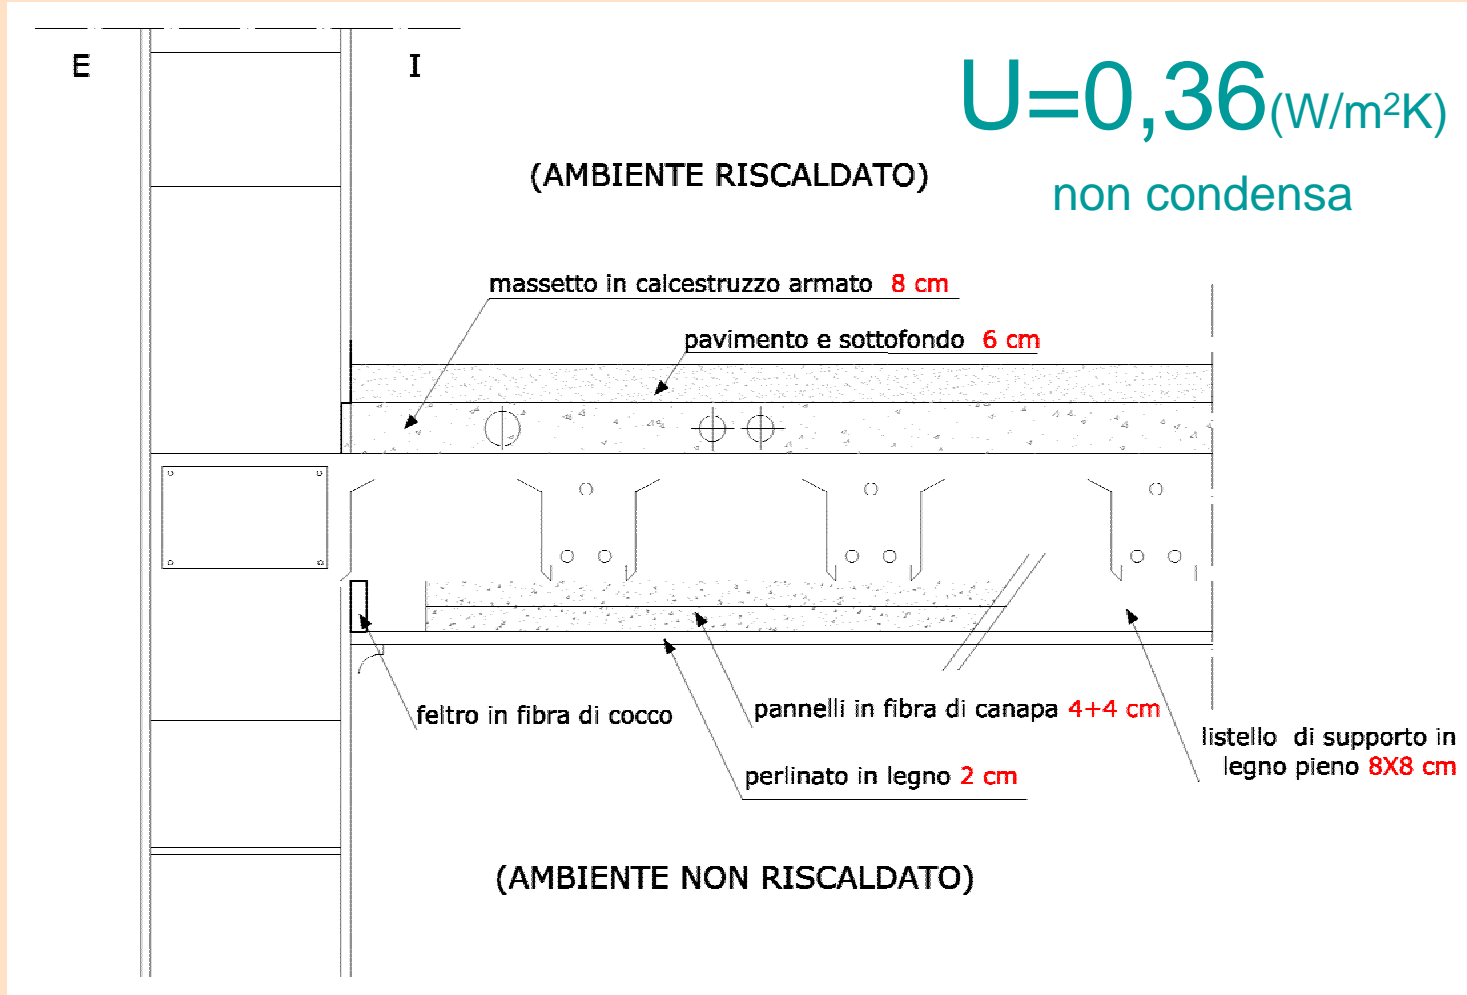 E
I
U=0,36(W/m²K)
non condensa
(AMBIENTE RISCALDATO)
massetto in calcestruzzo armato 8 cm
pavimento e sottofondo 6 cm
feltro in fibra di cocco
pannelli in fibra di canapa 4+4 cm
listello di supporto in
legno pieno 8X8 cm
perlinato in legno 2 cm
(AMBIENTE NON RISCALDATO)